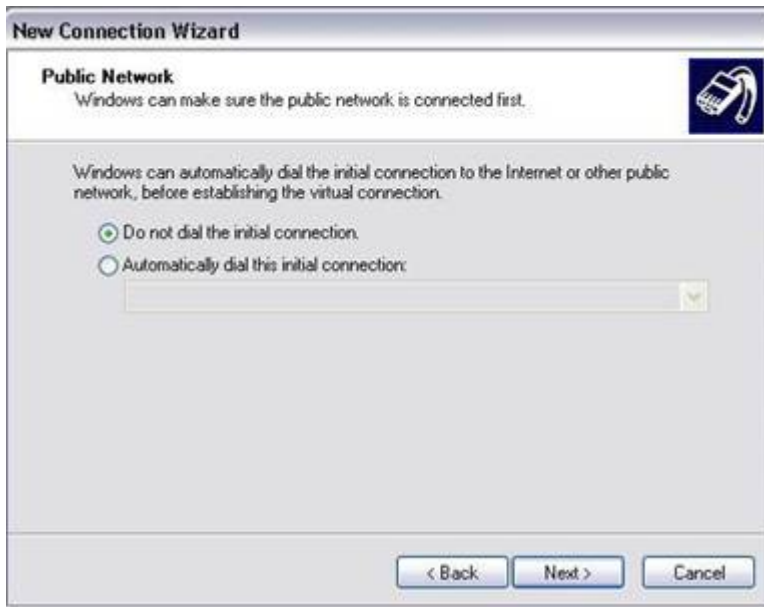 New Connection Wizard
Public Network
Windows can make sure the public network is connected first.
Windows can automatically dial the initial connection to the Internet or other public
network, before establishing the virtual connection.
Do not dial the initial connection.
Automatically dial this initial connection:
< Back
Next >
Cancel